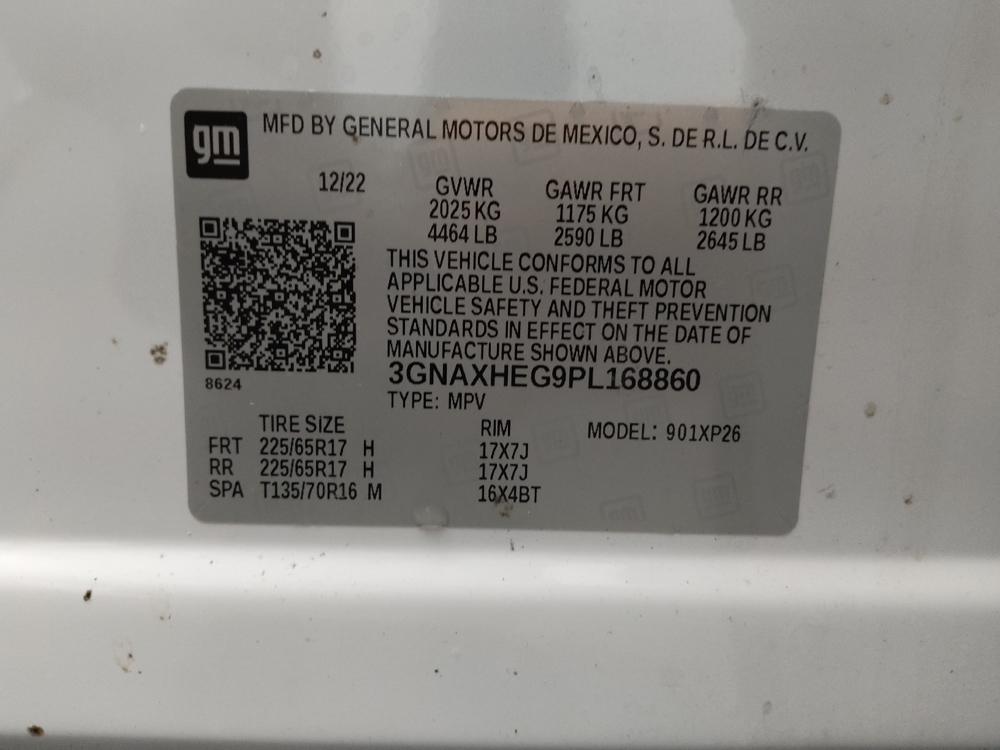 gm
MFD BY GENERAL MOTORS DE MEXICO, S. DE R.L. DE C.V.
12/22 GVWR GAWR FRT GAWR RR
2025 KG 1175 KG 1200 KG
4464 LB 2590 LB 2645 LB
THIS VEHICLE CONFORMS TO ALL
APPLICABLE U.S. FEDERAL MOTOR
VEHICLE SAFETY AND THEFT PREVENTION
STANDARDS IN EFFECT ON THE DATE OF
MANUFACTURE SHOWN ABOVE.
8624
3GNAXHEG9PL168860
TYPE: MPV
TIRE SIZE RIM MODEL: 901XP26
FRT 225/65R17 H 17X7J
RR 225/65R17 H 17X7J
SPA T135/70R16 M 16X4BT